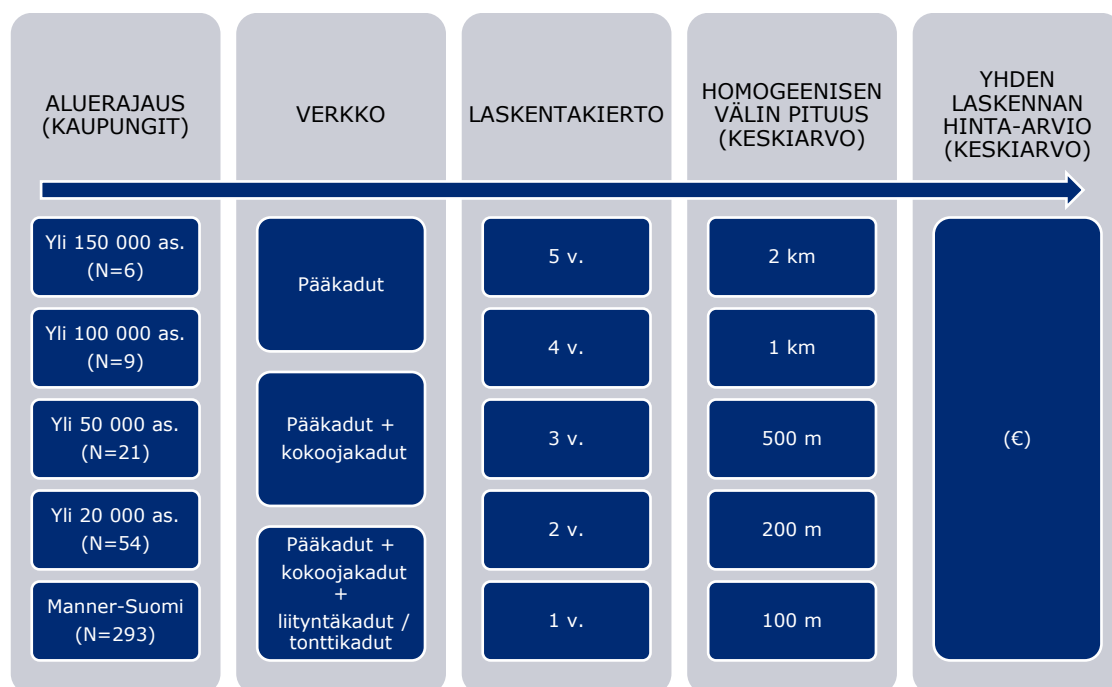 ALUERAJAUS
(KAUPUNGIT)
Yli 150 000 as.
(N=6)
Yli 100 000 as.
(N=9)
Yli 50 000 as.
(N=21)
Yli 20 000 as.
(N=54)
Manner-Suomi
(N=293)
VERKKO
Pääkadut
Pääkadut +
kokoojakadut
Pääkadut +
kokoojakadut
+
liityntäkadut /
tonttikadut
LASKENTAKIERTO
5 v.
4 v.
3 v.
2 v.
1 v.
HOMOGEENISEN
VÄLIN PITUUS
(KESKIARVO)
2 km
1 km
500 m
200 m
100 m
YHDEN
LASKENNAN
HINTA-ARVIO
(KESKIARVO)
(€)